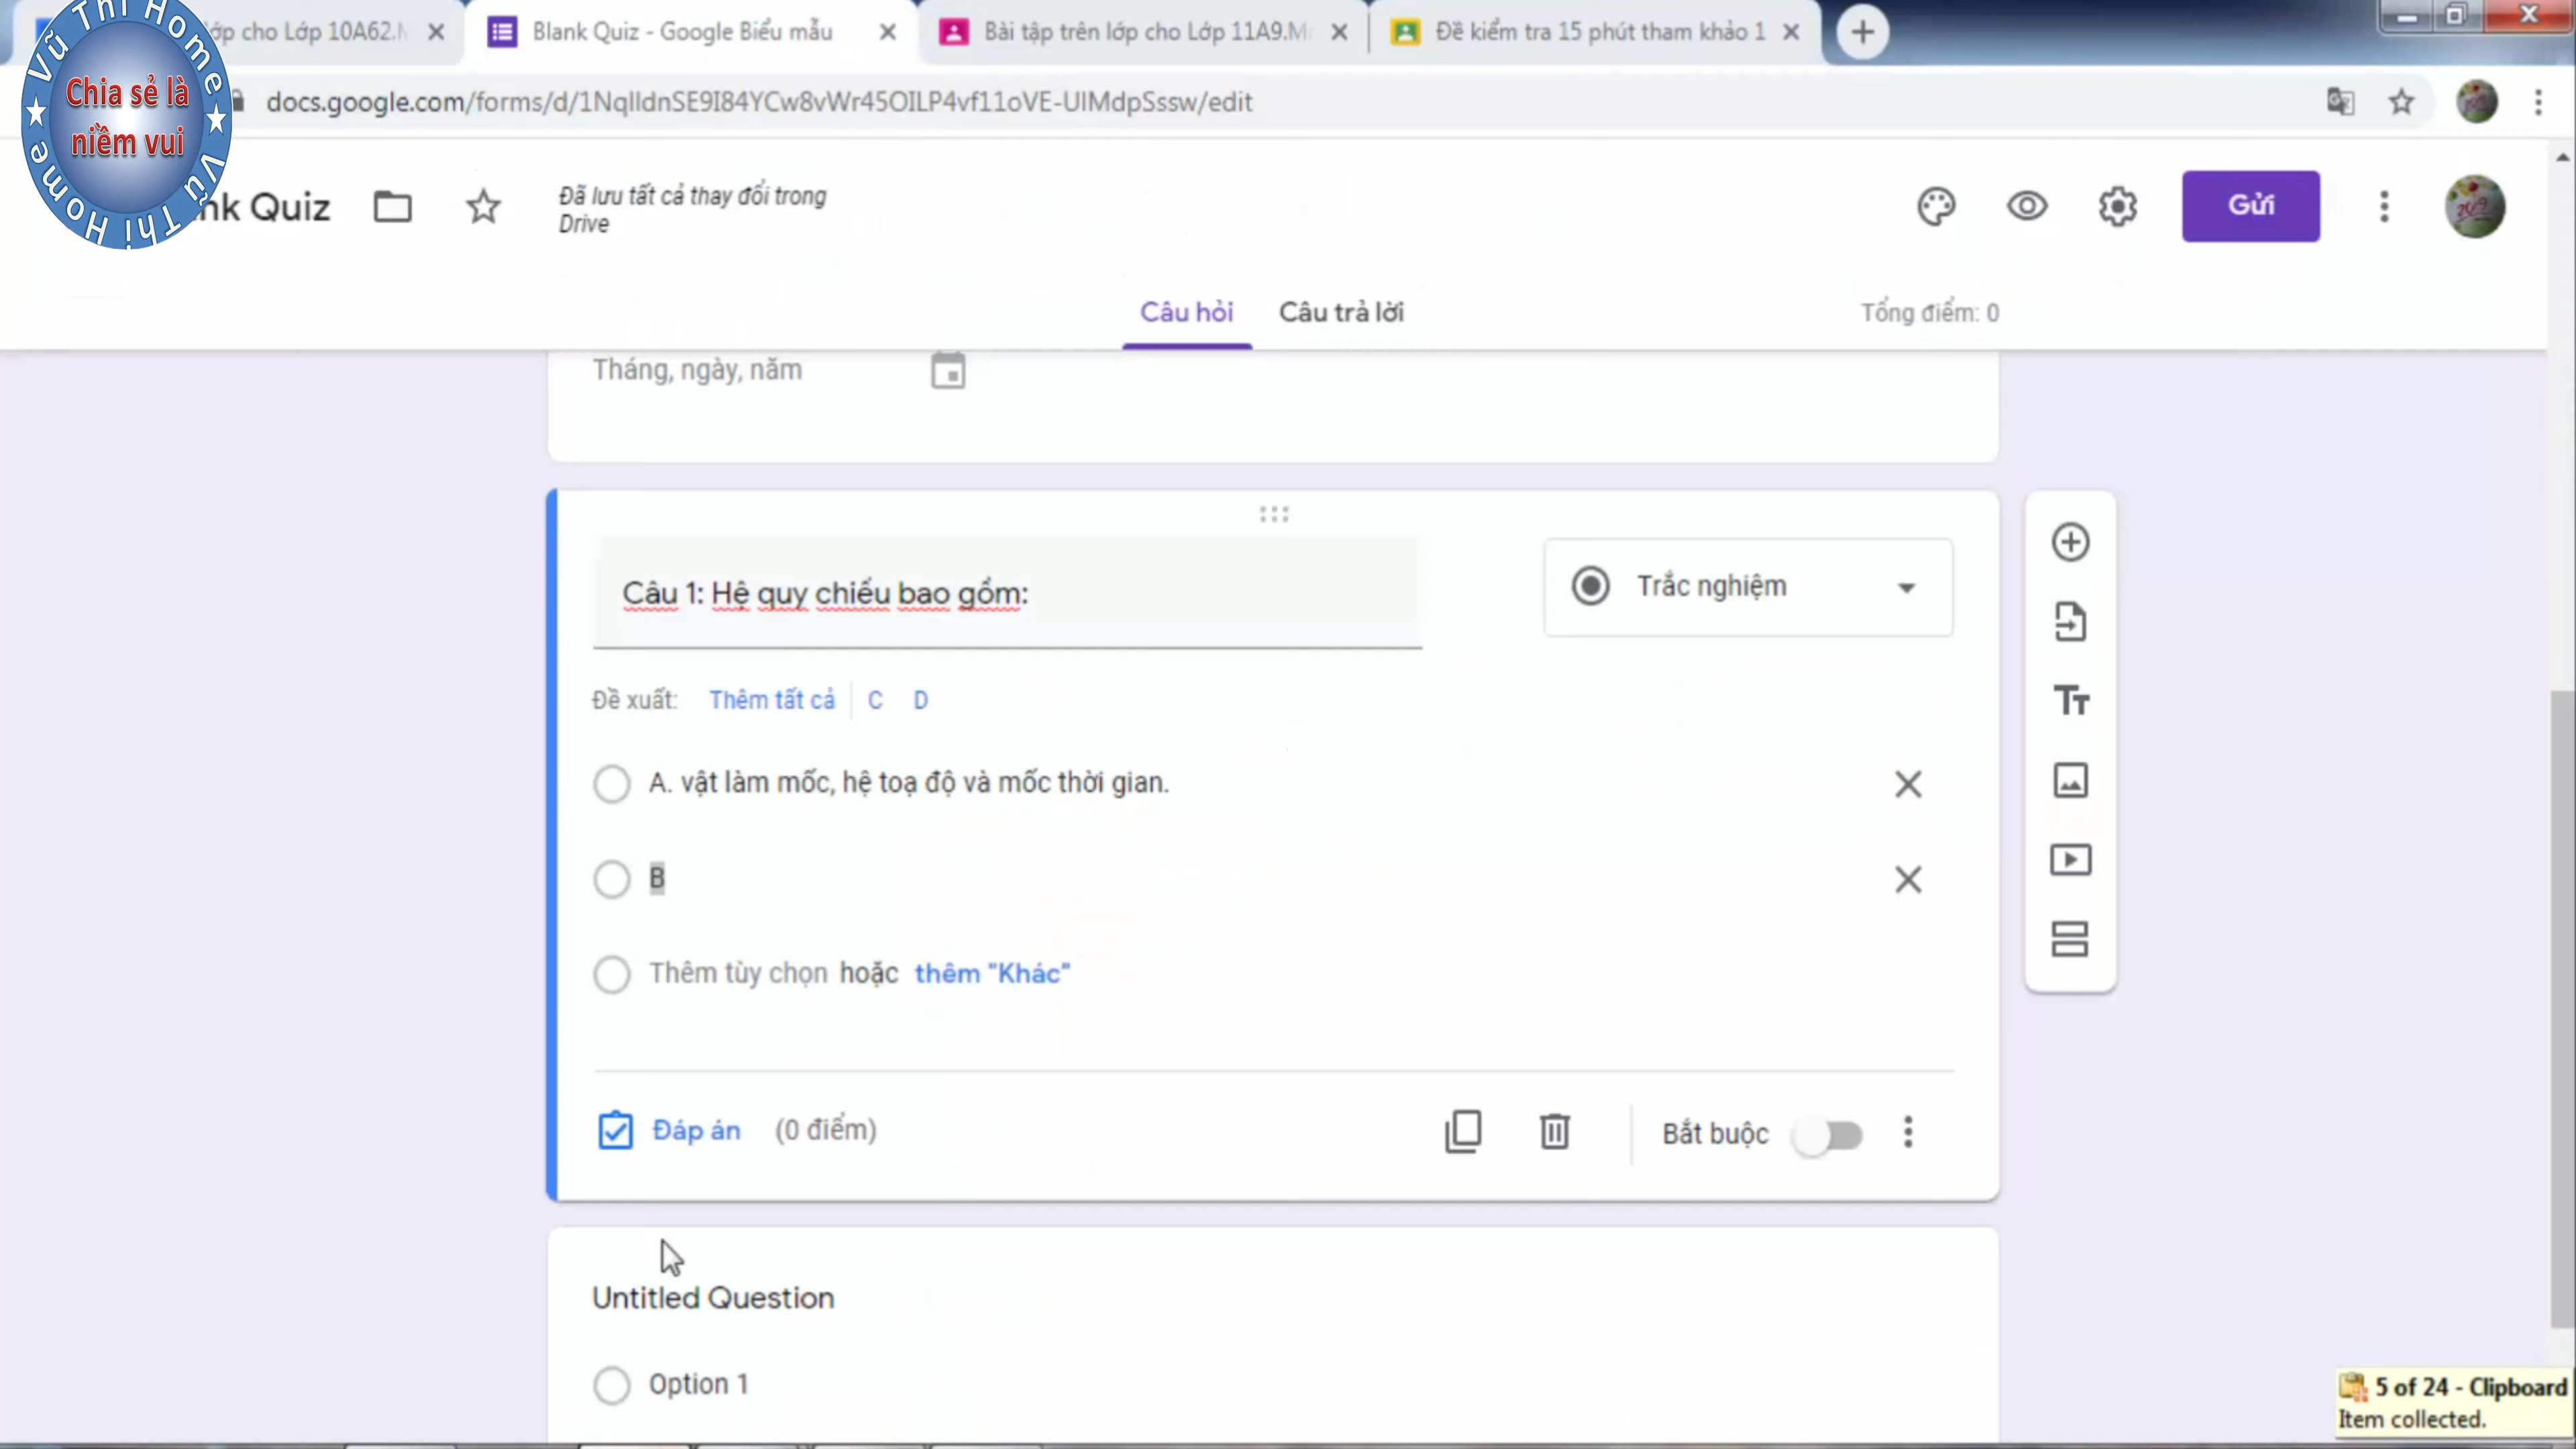 Vũ Thi Home Vũ Thi Home
Chia sẻ là
niềm vui
lớp cho Lớp 10A62.
Blank Quiz - Google Biểu mẫu
Bài tập trên lớp cho Lớp 11A9.M
Đề kiểm tra 15 phút tham khảo 1
docs.google.com/forms/d/1NqlldnSE9I84YCw8vWr45OILP4vf11oVE-UlMdpSssw/edit
nk Quiz
Đã lưu tất cả thay đổi trong
Drive
Gửi
Câu hỏi
Câu trả lời
Tổng điểm: 0
Tháng, ngày, năm
Câu 1: Hệ quy chiếu bao gồm:
Trắc nghiệm
Đề xuất: Thêm tất cả C D
A. vật làm mốc, hệ toạ độ và mốc thời gian.
B
Thêm tùy chọn hoặc thêm "Khác"
Đáp án (0 điểm)
Bắt buộc
Untitled Question
Option 1
5 of 24 - Clipboard
Item collected.